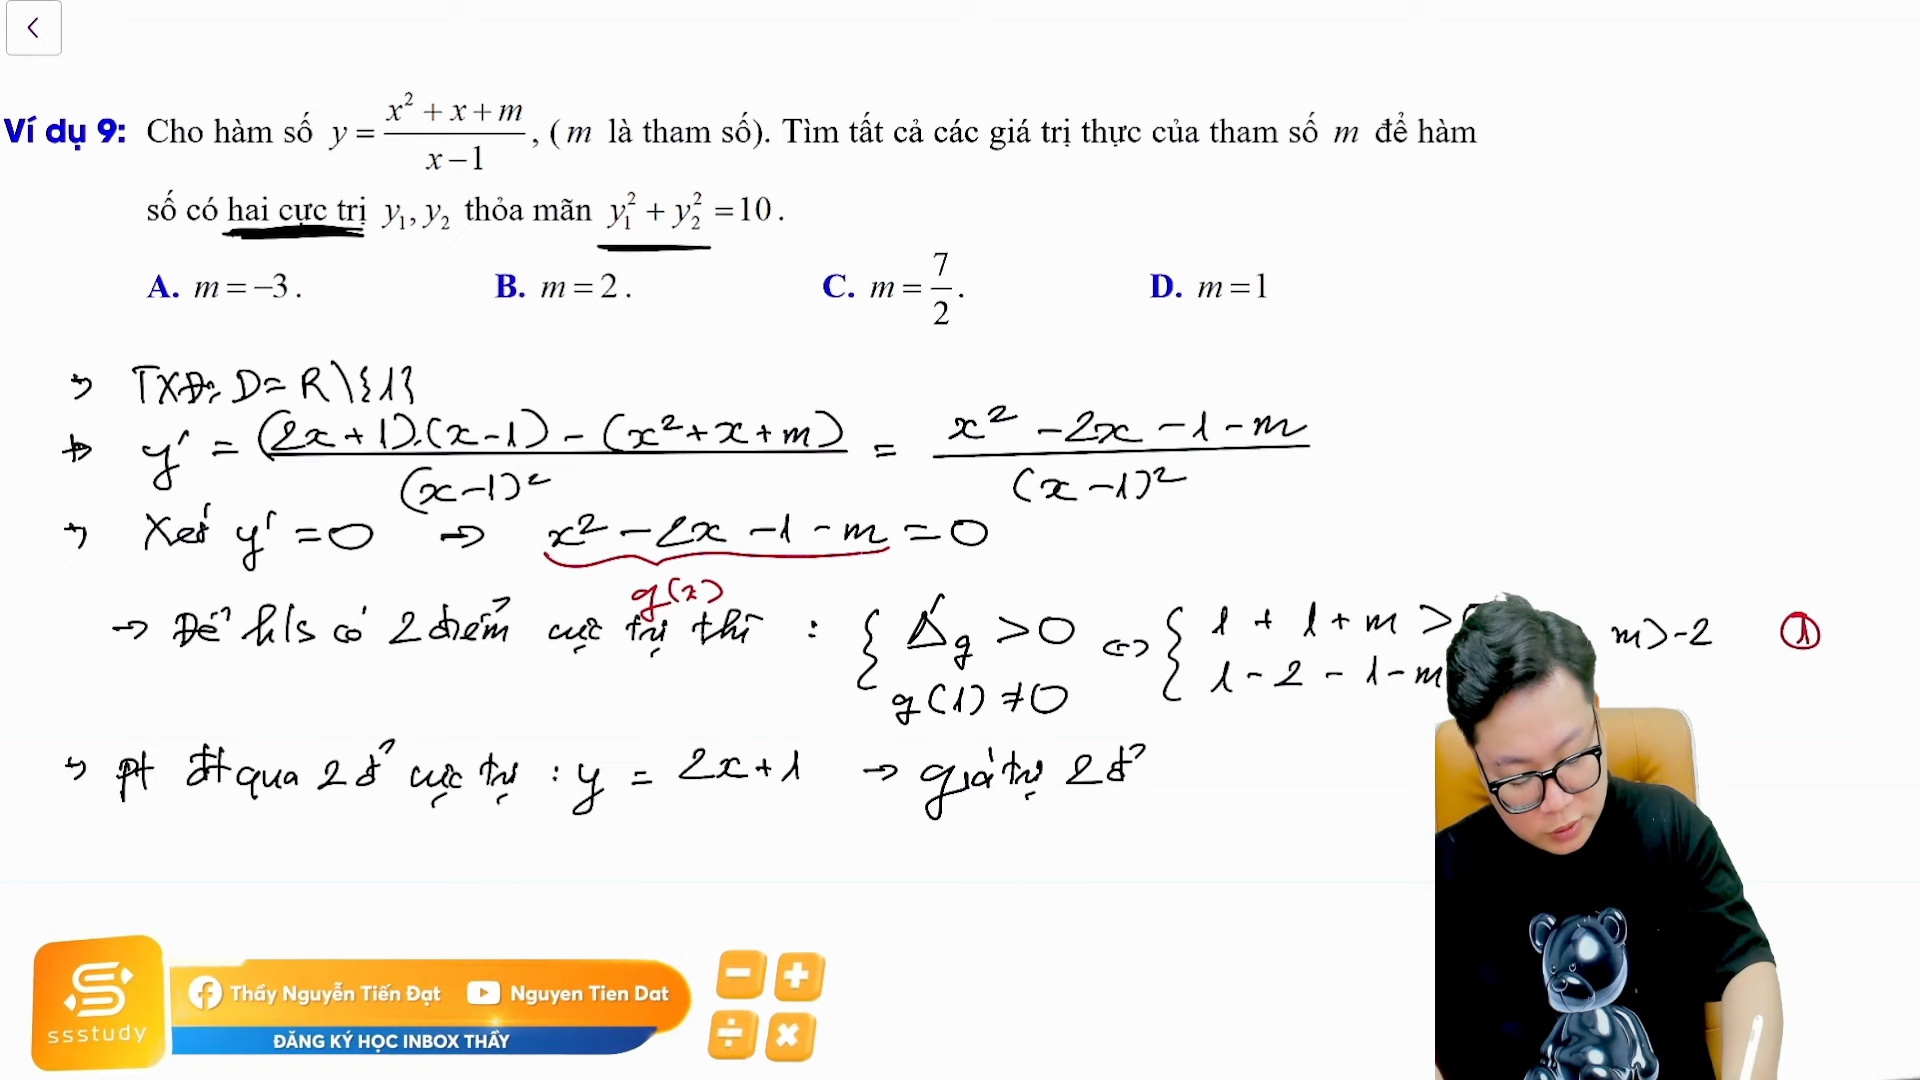 Ví dụ 9: Cho hàm số y = (x² + x + m)/(x − 1), ( m là tham số). Tìm tất cả các giá trị thực của tham số m để hàm
số có hai cực trị y₁, y₂ thỏa mãn y₁² + y₂² = 10.
A. m = −3. B. m = 2. C. m = 7/2. D. m = 1
TXĐ: D = R\{1}
y' = ((2x+1).(x-1) - (x²+x+m))/(x-1)² = (x² - 2x - 1 - m)/(x-1)²
Xét y' = 0 → x² - 2x - 1 - m = 0
g(x)
→ Để h/s có 2 điểm cực trị thì : { Δ'g > 0 ⇔ { 1 + 1 + m > m > -2 ①
g(1) ≠ 0 1 - 2 - 1 - m
pt đt qua 2 đ' cực trị : y = 2x + 1 → giá trị 2 đ'
ssstudy
Thầy Nguyễn Tiến Đạt Nguyen Tien Dat
ĐĂNG KÝ HỌC INBOX THẦY